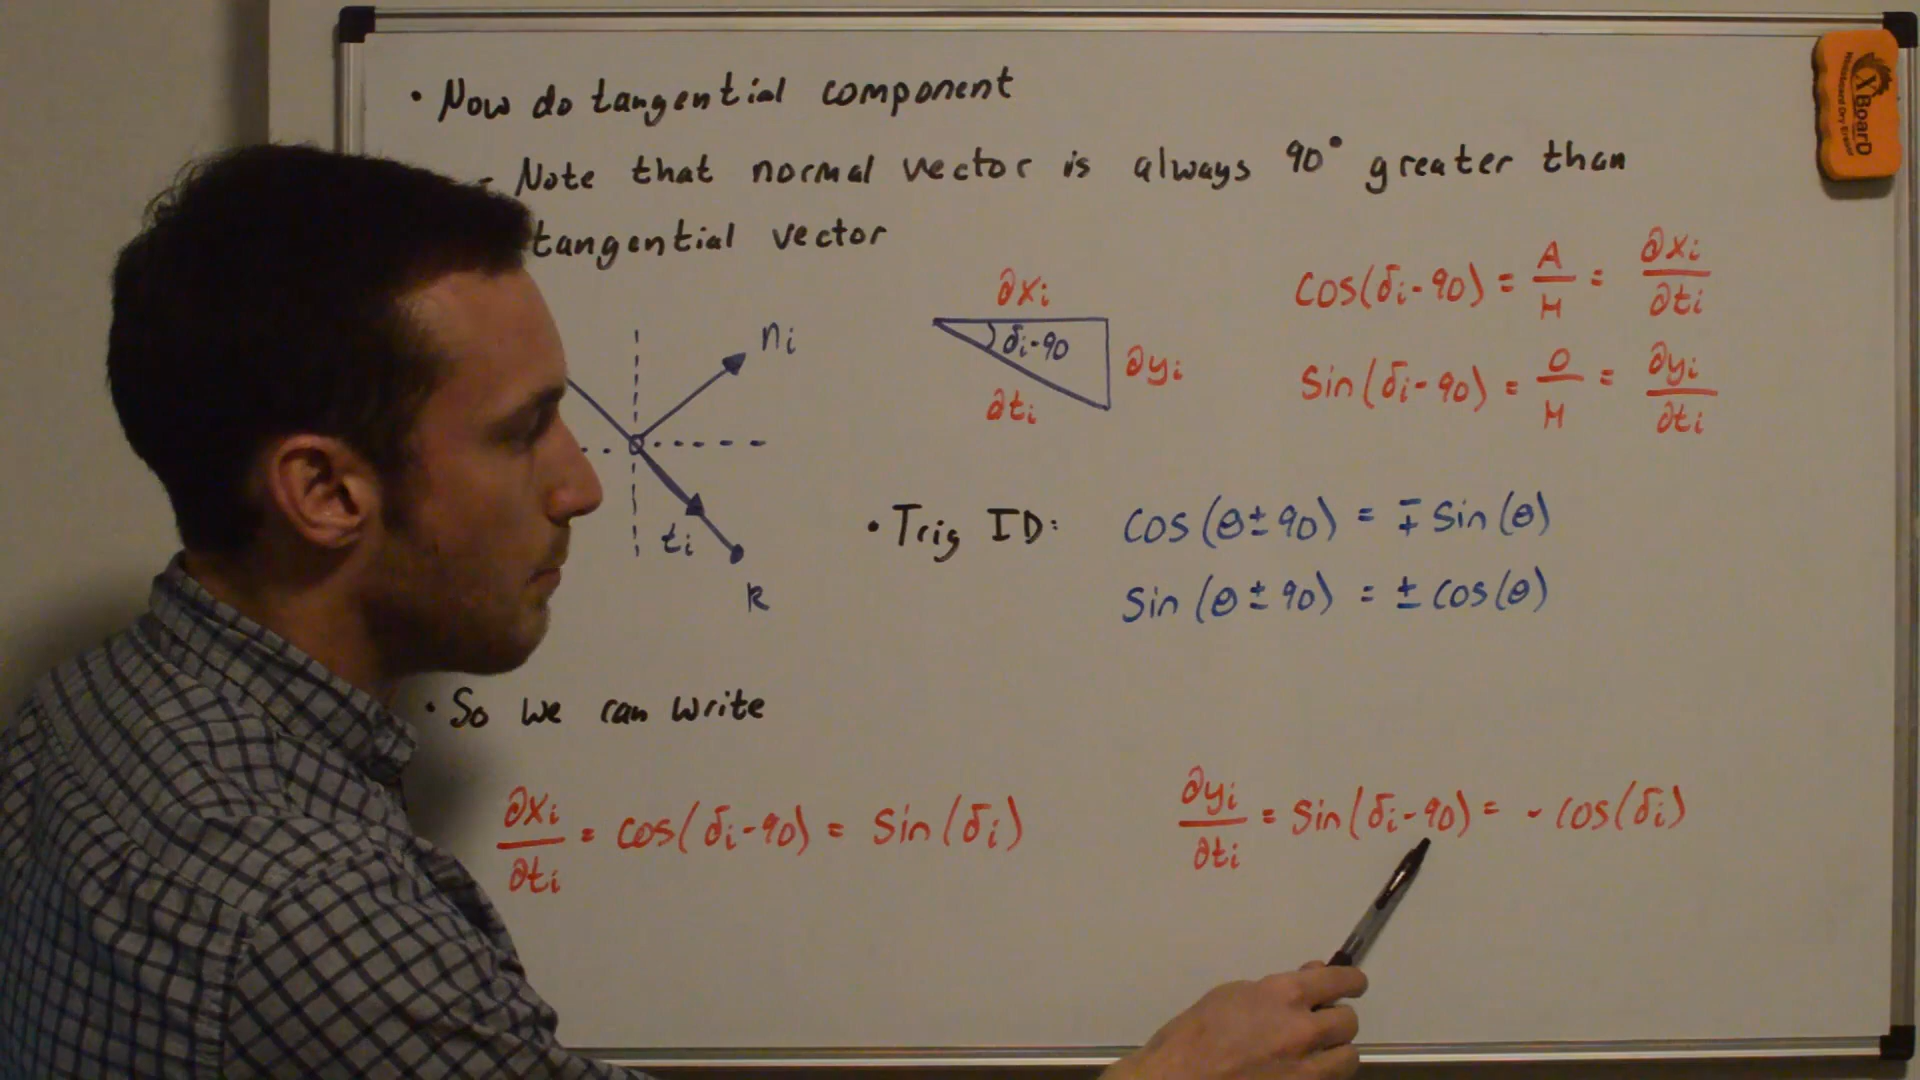 • Now do tangential component
- Note that normal vector is always 90° greater than
tangential vector
∂xi
δi-90
∂yi
∂ti
cos(δi-90) = A/H = ∂xi/∂ti
Sin(δi-90) = O/H = ∂yi/∂ti
ni
ti
k
• Trig ID:
cos(θ±90) = ∓ Sin(θ)
Sin(θ±90) = ± cos(θ)
• So we can write
∂xi/∂ti = cos(δi-90) = Sin(δi)
∂yi/∂ti = Sin(δi-90) = - cos(δi)
XBoarD